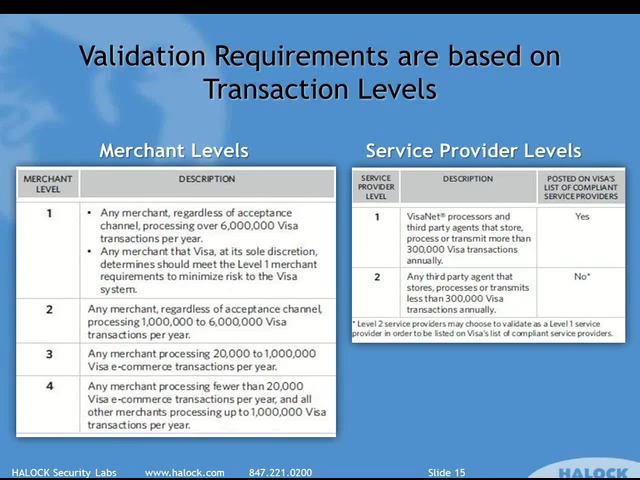 Validation Requirements are based on
Transaction Levels
Merchant Levels
MERCHANT
LEVEL
DESCRIPTION
1
• Any merchant, regardless of acceptance
channel, processing over 6,000,000 Visa
transactions per year.
• Any merchant that Visa, at its sole discretion,
determines should meet the Level 1 merchant
requirements to minimize risk to the Visa
system.
2
Any merchant, regardless of acceptance channel,
processing 1,000,000 to 6,000,000 Visa
transactions per year.
3
Any merchant processing 20,000 to 1,000,000
Visa e-commerce transactions per year.
4
Any merchant processing fewer than 20,000
Visa e-commerce transactions per year, and all
other merchants processing up to 1,000,000 Visa
transactions per year.
Service Provider Levels
SERVICE
PROVIDER
LEVEL
DESCRIPTION
POSTED ON VISA'S
LIST OF COMPLIANT
SERVICE PROVIDERS
1
VisaNet® processors and
third party agents that store,
process or transmit more than
300,000 Visa transactions
annually.
Yes
2
Any third party agent that
stores, processes or transmits
less than 300,000 Visa
transactions annually.
No*
* Level 2 service providers may choose to validate as a Level 1 service
provider in order to be listed on Visa's list of compliant service providers.
HALOCK Security Labs www.halock.com 847.221.0200 Slide 15
HALOCK